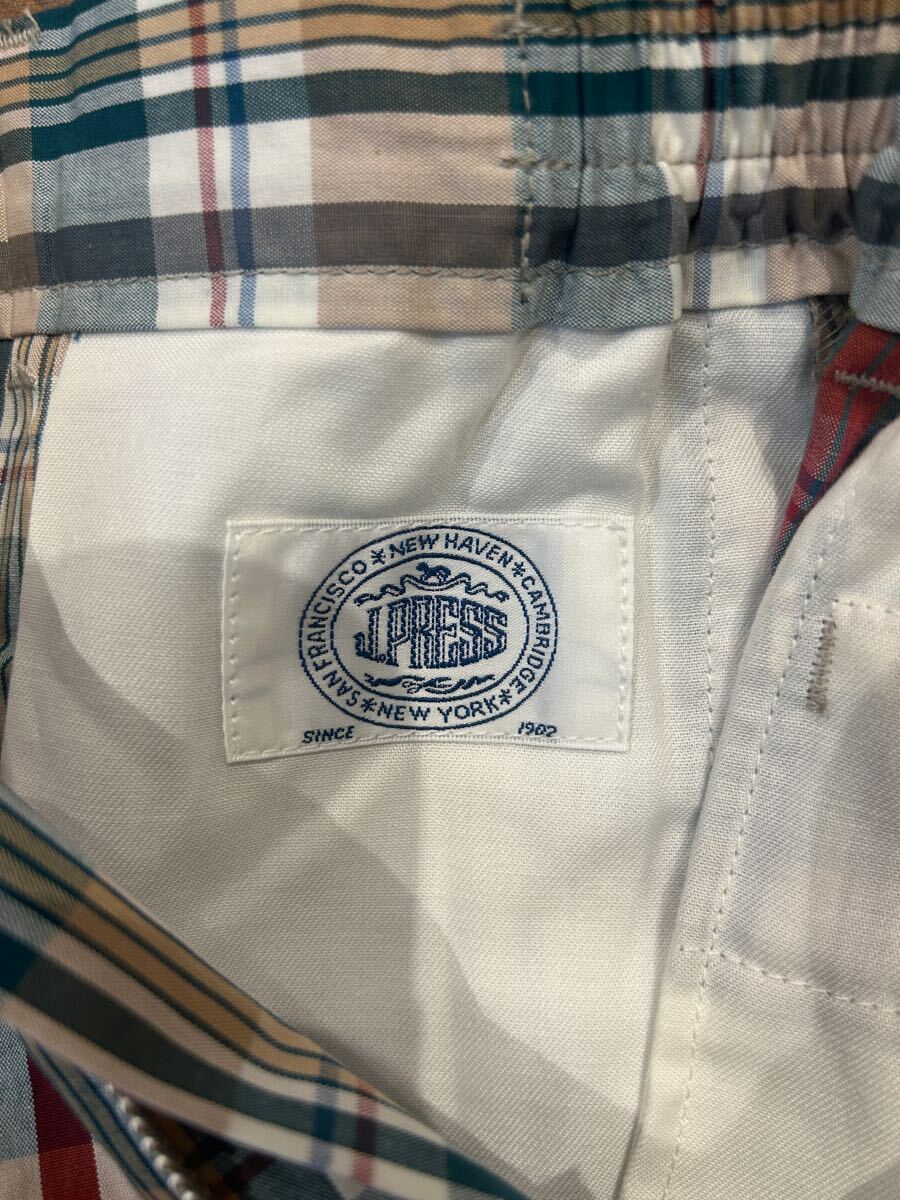 SAN FRANCISCO * NEW HAVEN * CAMBRIDGE * NEW YORK *
J.PRESS
SINCE 1902